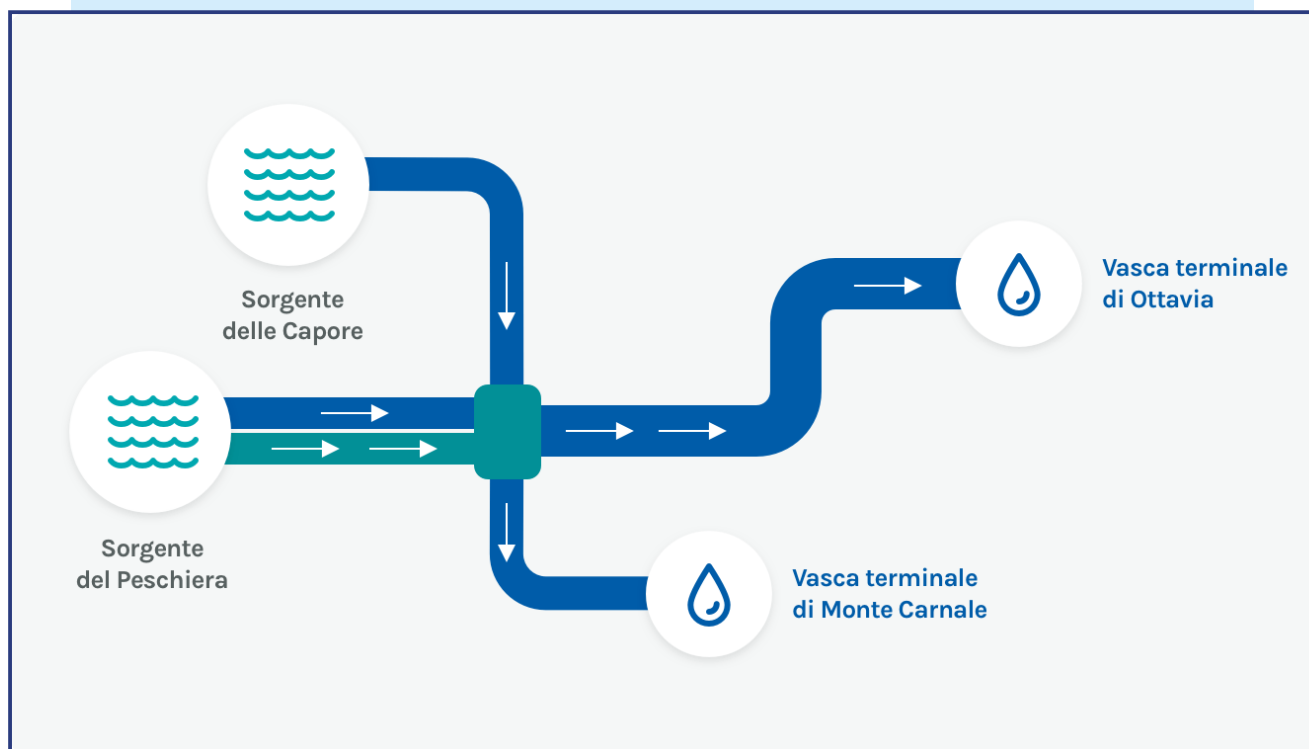 Sorgente
delle Capore
Vasca terminale
di Ottavia
Sorgente
del Peschiera
Vasca terminale
di Monte Carnale